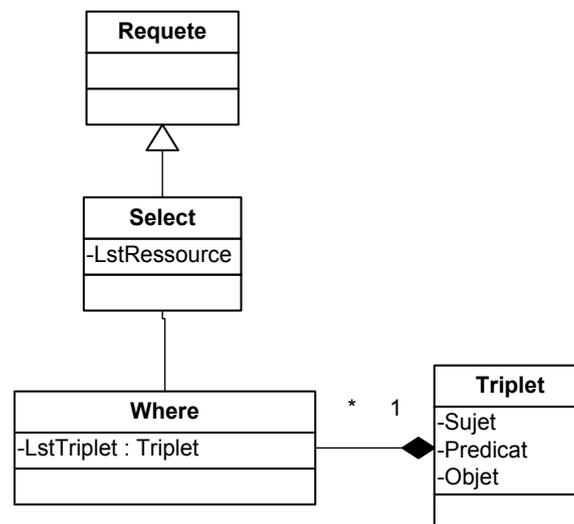 Requete
Select
-LstRessource
Where
-LstTriplet : Triplet
* 1
Triplet
-Sujet
-Predicat
-Objet